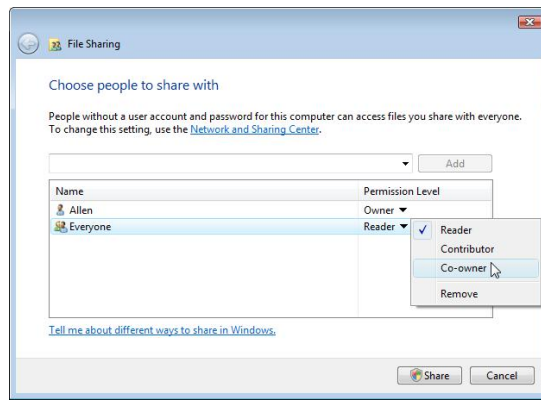 File Sharing
Choose people to share with
People without a user account and password for this computer can access files you share with everyone.
To change this setting, use the Network and Sharing Center.
Add
Name Permission Level
Allen Owner
Everyone Reader
Reader
Contributor
Co-owner
Remove
Tell me about different ways to share in Windows.
Share Cancel